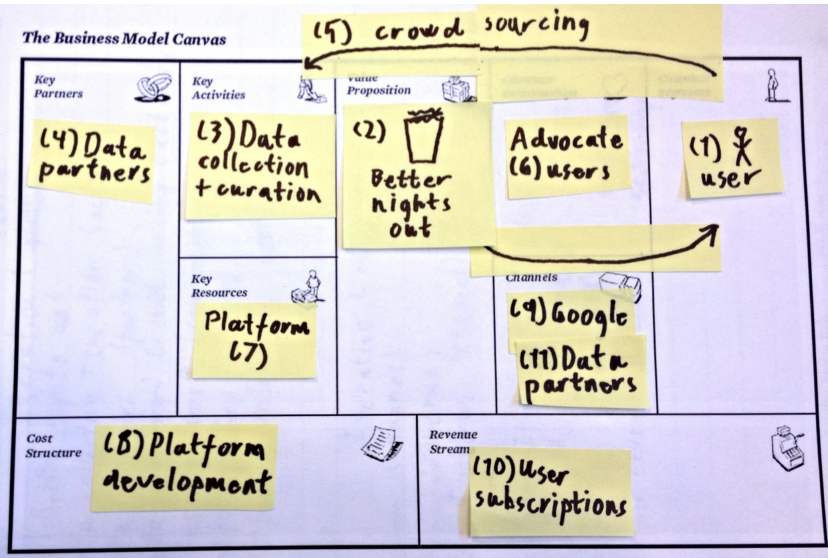 The Business Model Canvas
(5) crowd sourcing
Key
Partners
(4) Data
partners
Key
Activities
(3) Data
collection
+ curation
Key
Resources
Platform
(7)
Value
Proposition
(2)
Better
nights
out
Advocate
(6) users
Channels
(9) Google
(11) Data
partners
(1)
user
Cost
Structure
(8) Platform
development
Revenue
Stream
(10) User
subscriptions